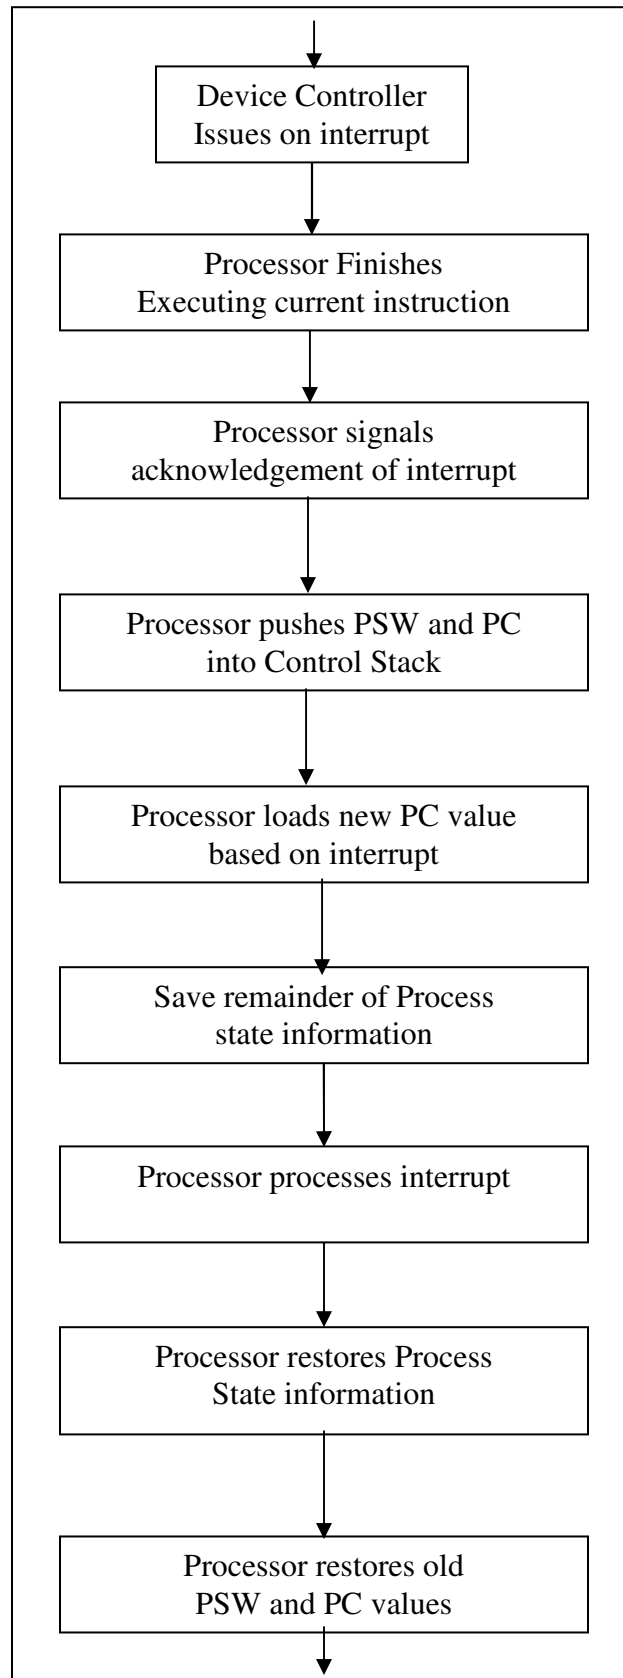 Device Controller
Issues on interrupt
Processor Finishes
Executing current instruction
Processor signals
acknowledgement of interrupt
Processor pushes PSW and PC
into Control Stack
Processor loads new PC value
based on interrupt
Save remainder of Process
state information
Processor processes interrupt
Processor restores Process
State information
Processor restores old
PSW and PC values